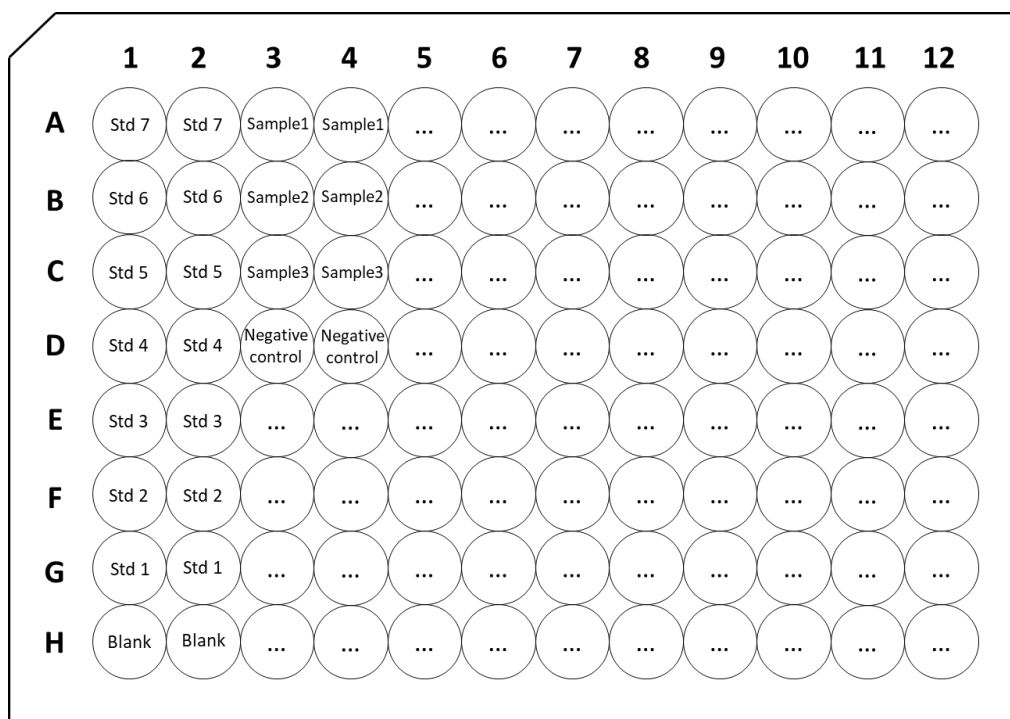 1 2 3 4 5 6 7 8 9 10 11 12
A Std 7 Std 7 Sample1 Sample1 ... ... ... ... ... ... ... ...
B Std 6 Std 6 Sample2 Sample2 ... ... ... ... ... ... ... ...
C Std 5 Std 5 Sample3 Sample3 ... ... ... ... ... ... ... ...
D Std 4 Std 4 Negative control Negative control ... ... ... ... ... ... ... ...
E Std 3 Std 3 ... ... ... ... ... ... ... ... ... ...
F Std 2 Std 2 ... ... ... ... ... ... ... ... ... ...
G Std 1 Std 1 ... ... ... ... ... ... ... ... ... ...
H Blank Blank ... ... ... ... ... ... ... ... ... ...